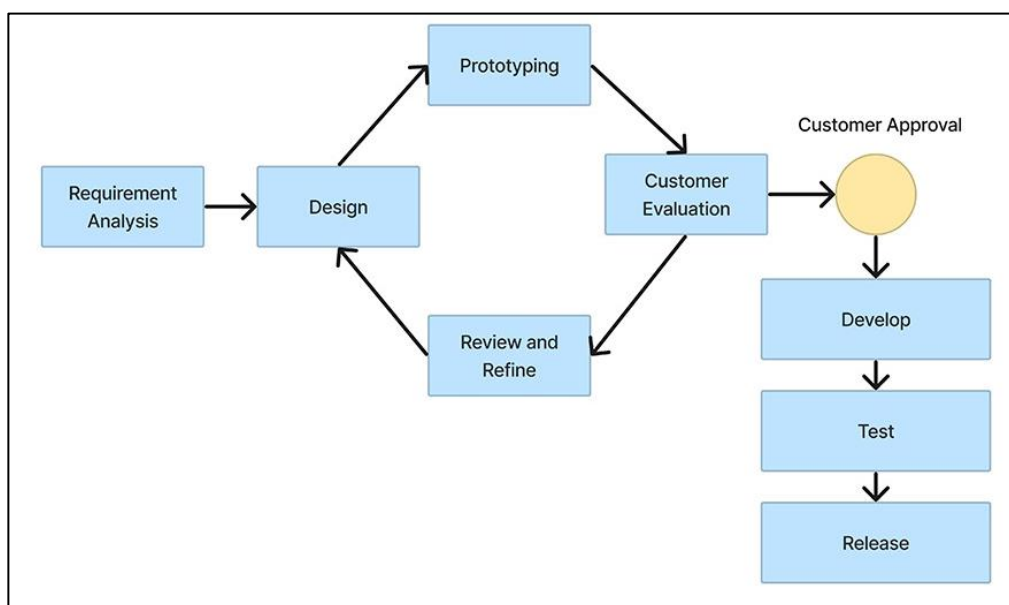 Prototyping
Customer Approval
Requirement
Analysis
Design
Customer
Evaluation
Develop
Review and
Refine
Test
Release